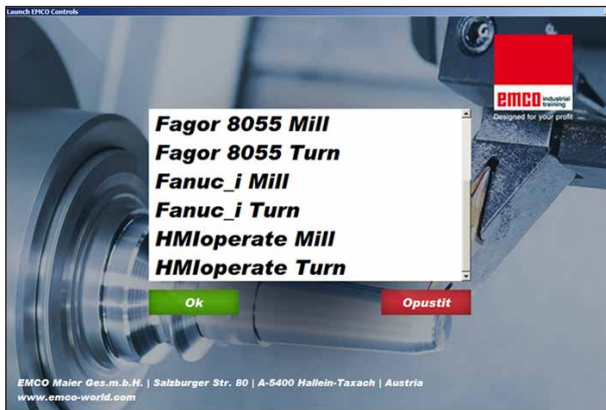 Launch EMCO Controls
emco industrial training
Designed for your profit
Fagor 8055 Mill
Fagor 8055 Turn
Fanuc_i Mill
Fanuc_i Turn
HMIoperate Mill
HMIoperate Turn
Ok
Opustit
EMCO Maier Ges.m.b.H. | Salzburger Str. 80 | A-5400 Hallein-Taxach | Austria
www.emco-world.com